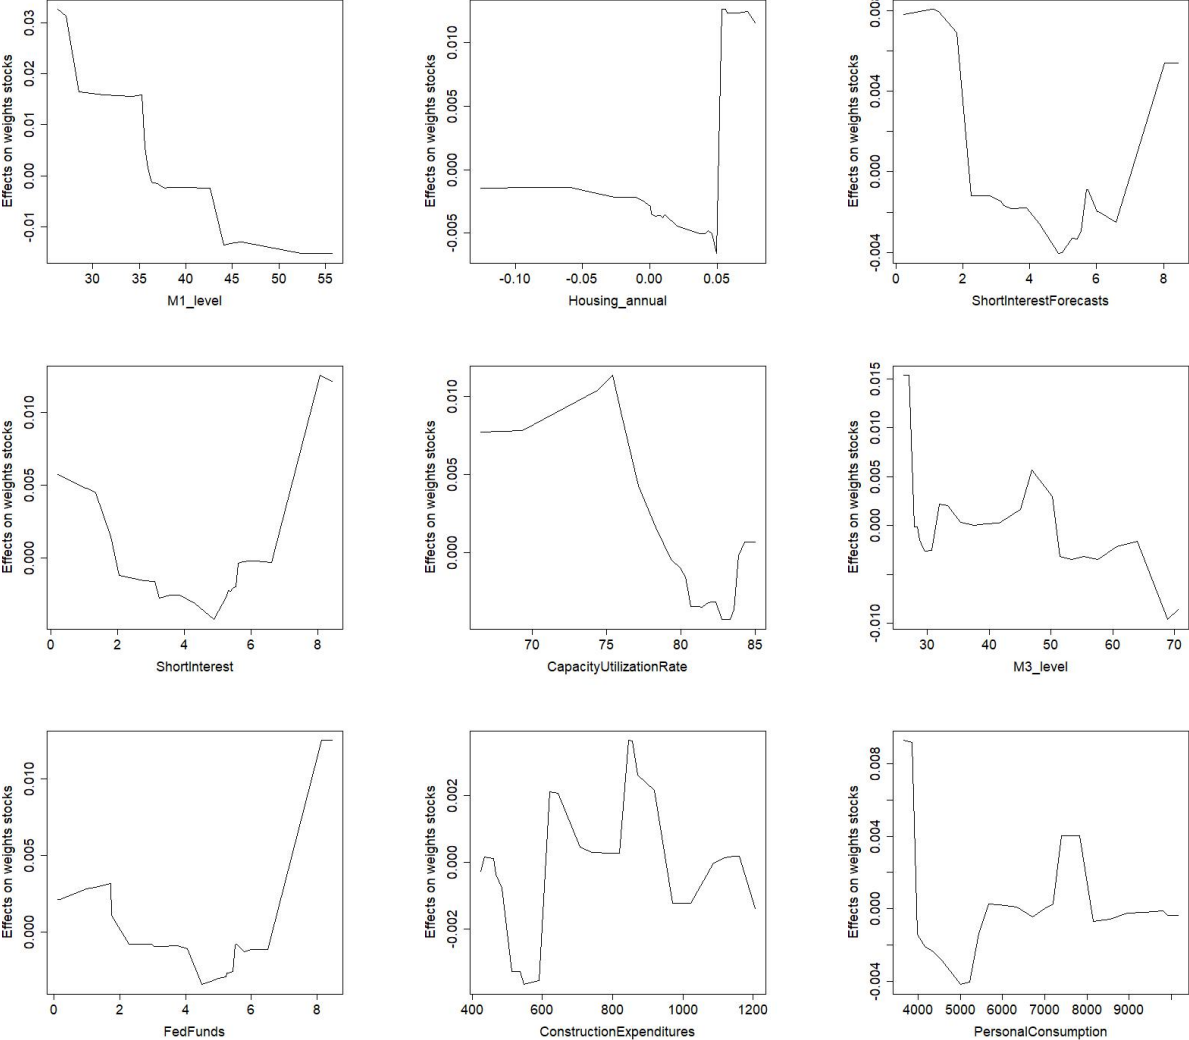 Effects on weights stocks
0.03
0.02
0.01
0.00
-0.01
30 35 40 45 50 55
M1_level
Effects on weights stocks
0.010
0.005
0.000
-0.005
-0.10 -0.05 0.00 0.05
Housing_annual
Effects on weights stocks
0.00
0.004
0.000
-0.004
0 2 4 6 8
ShortInterestForecasts
Effects on weights stocks
0.010
0.005
0.000
0 2 4 6 8
ShortInterest
Effects on weights stocks
0.010
0.005
0.000
70 75 80 85
CapacityUtilizationRate
Effects on weights stocks
0.015
0.010
0.005
0.000
-0.010
30 40 50 60 70
M3_level
Effects on weights stocks
0.010
0.005
0.000
0 2 4 6 8
FedFunds
Effects on weights stocks
0.002
0.000
-0.002
400 600 800 1000 1200
ConstructionExpenditures
Effects on weights stocks
0.008
0.004
0.000
-0.004
4000 5000 6000 7000 8000 9000
PersonalConsumption